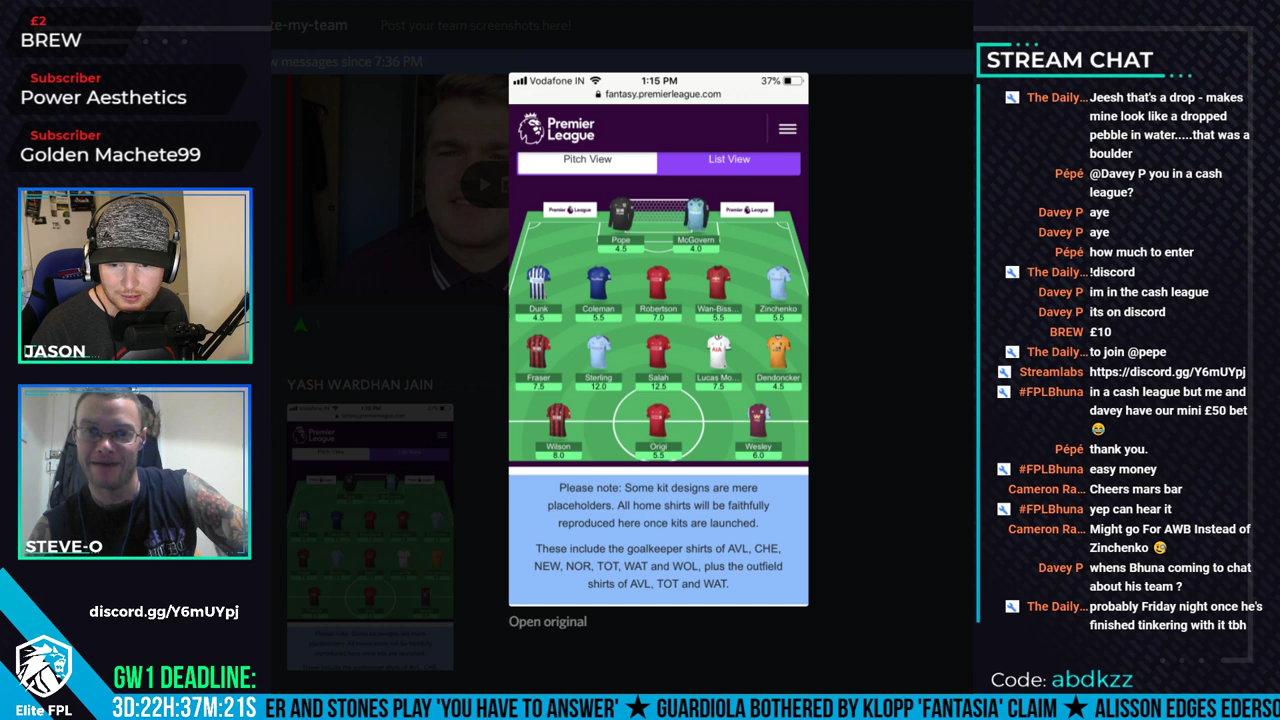 £2
BREW
Subscriber
Power Aesthetics
Subscriber
Golden Machete99
JASON
STEVE-O
discord.gg/Y6mUYpj
GW1 DEADLINE:
3D:22H:37M:21S
Elite FPL
te-my-team
Post your team screenshots here!
w messages since 7:36 PM
YASH WARDHAN JAIN
Vodafone IN
1:15 PM
37%
fantasy.premierleague.com
Premier
League
Pitch View
List View
Premier League
Premier League
Pope
4.5
McGovern
4.0
Dunk
4.5
Coleman
5.5
Robertson
7.0
Wan-Biss...
5.5
Zinchenko
5.5
Fraser
7.5
Sterling
12.0
Salah
12.5
Lucas Mo...
7.5
Dendoncker
4.5
Wilson
8.0
Origi
5.5
Wesley
6.0
Please note: Some kit designs are mere
placeholders. All home shirts will be faithfully
reproduced here once kits are launched.
These include the goalkeeper shirts of AVL, CHE,
NEW, NOR, TOT, WAT and WOL, plus the outfield
shirts of AVL, TOT and WAT.
Open original
STREAM CHAT
The Daily... Jeesh that's a drop - makes
mine look like a dropped
pebble in water.....that was a
boulder
Pépé @Davey P you in a cash
league?
Davey P aye
Davey P aye
Pépé how much to enter
The Daily... !discord
Davey P im in the cash league
Davey P its on discord
BREW £10
The Daily... to join @pepe
Streamlabs https://discord.gg/Y6mUYpj
#FPLBhuna in a cash league but me and
davey have our mini £50 bet
😂
Pépé thank you.
#FPLBhuna easy money
Cameron Ra... Cheers mars bar
#FPLBhuna yep can hear it
Cameron Ra... Might go For AWB Instead of
Zinchenko
Davey P whens Bhuna coming to chat
about his team ?
The Daily... probably Friday night once he's
finished tinkering with it tbh
Code: abdkzz
ER AND STONES PLAY 'YOU HAVE TO ANSWER' ★ GUARDIOLA BOTHERED BY KLOPP 'FANTASIA' CLAIM ★ ALISSON EDGES EDERSO